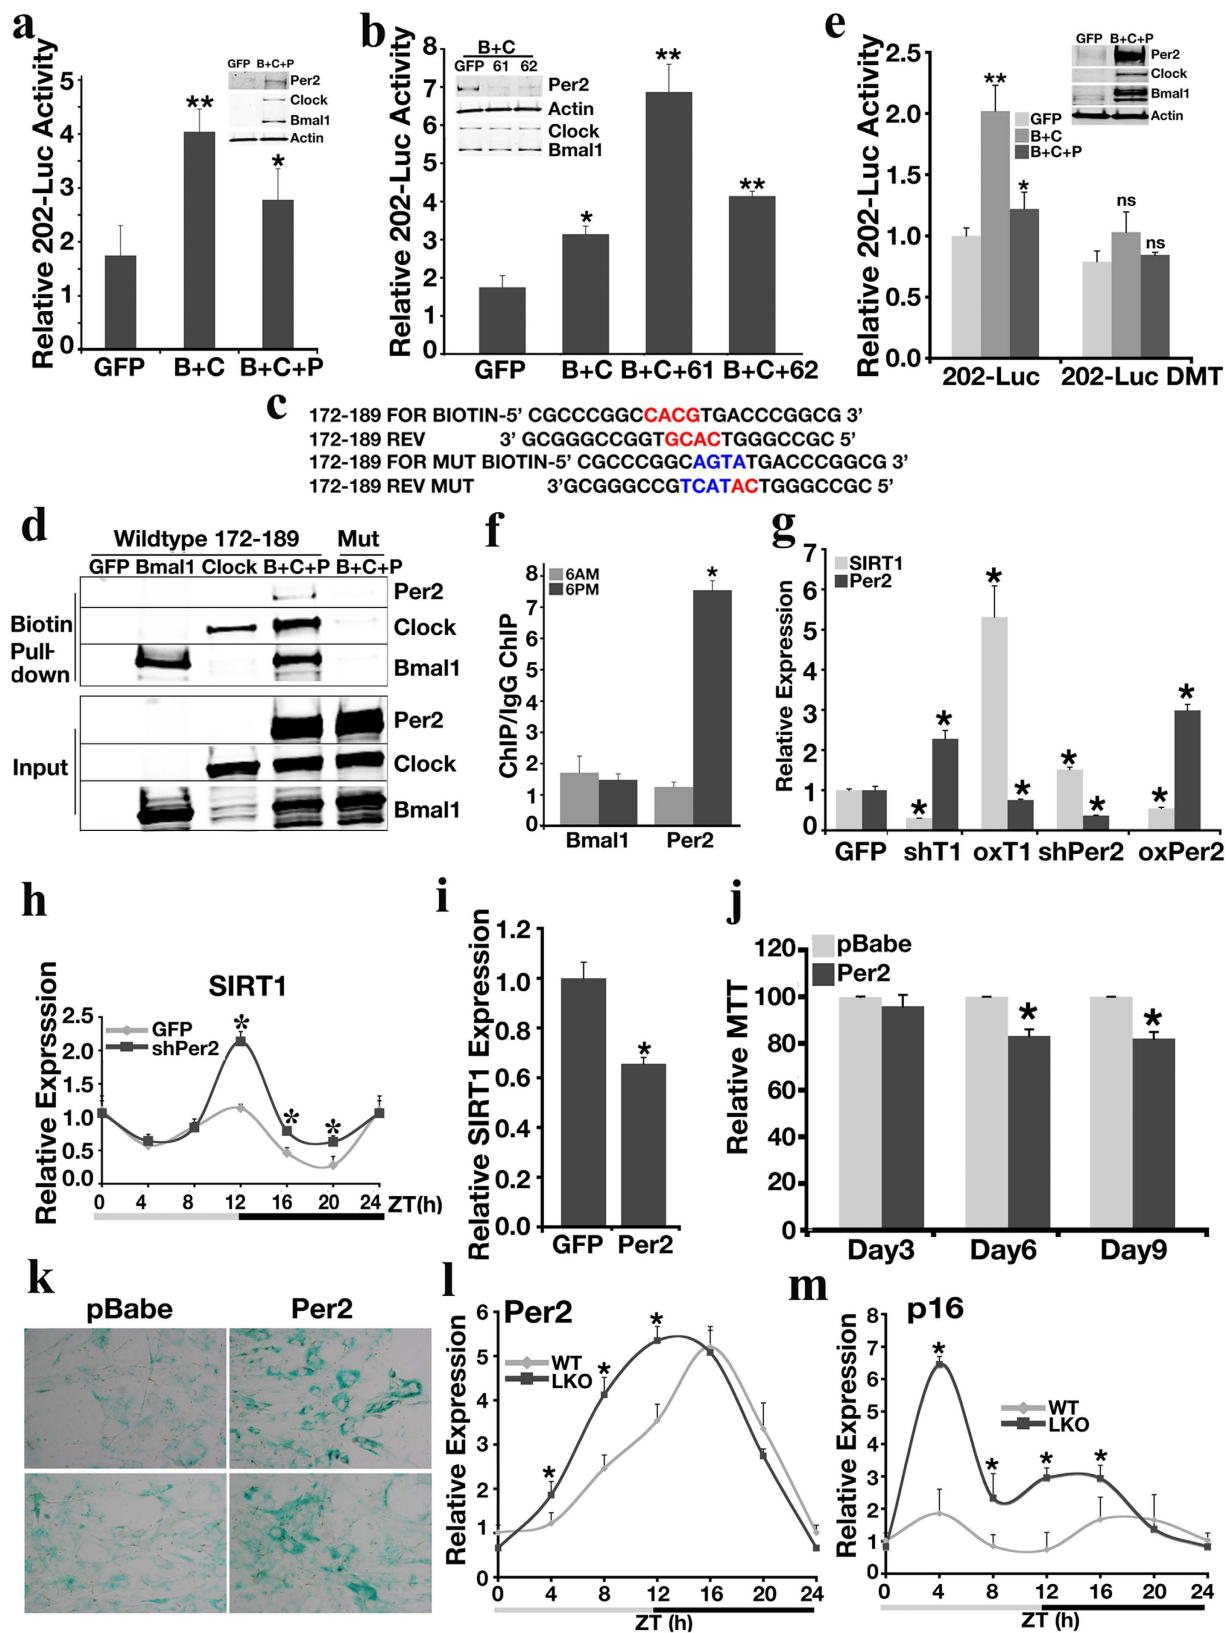 a
Relative 202-Luc Activity
5
4
3
2
1
0
GFP B+C B+C+P
**
*
GFP B+C+P
Per2
Clock
Bmal1
Actin
b
Relative 202-Luc Activity
8
7
6
5
4
3
2
1
0
GFP B+C B+C+61 B+C+62
*
**
**
B+C
GFP 61 62
Per2
Actin
Clock
Bmal1
e
Relative 202-Luc Activity
2.5
2.0
1.5
1.0
0.5
0.0
202-Luc 202-Luc DMT
GFP
B+C
B+C+P
**
*
ns
ns
GFP B+C+P
Per2
Clock
Bmal1
Actin
c
172-189 FOR BIOTIN-5’ CGCCCGGCCACGTGACCCGGCG 3’
172-189 REV 3’ GCGGGCCGGTGCACTGGGCCGC 5’
172-189 FOR MUT BIOTIN-5’ CGCCCGGCAGTATGACCCGGCG 3’
172-189 REV MUT 3’GCGGGCCGTCATACTGGGCCGC 5’
d
Wildtype 172-189 Mut
GFP Bmal1 Clock B+C+P B+C+P
Biotin
Pull-
down
Per2
Clock
Bmal1
Input
Per2
Clock
Bmal1
f
ChIP/IgG ChIP
8
7
6
5
4
3
2
1
0
6AM
6PM
*
Bmal1 Per2
g
Relative Expression
7
6
5
4
3
2
1
0
SIRT1
Per2
*
*
*
*
*
*
*
*
GFP shT1 oxT1 shPer2 oxPer2
h
SIRT1
Relative Exprsssion
2.5
2.0
1.5
1.0
0.5
0.0
GFP
shPer2
*
*
*
0 4 8 12 16 20 24 ZT(h)
i
Relative SIRT1 Expression
1.2
1.0
0.8
0.6
0.4
0.2
0.0
*
GFP Per2
j
Relative MTT
120
100
80
60
40
20
0
pBabe
Per2
*
*
Day3 Day6 Day9
k
pBabe Per2
l
Per2
Relative Expression
6
5
4
3
2
1
0
WT
LKO
*
*
*
0 4 8 12 16 20 24
ZT (h)
m
p16
Relative Expression
8
7
6
5
4
3
2
1
0
WT
LKO
*
*
*
*
0 4 8 12 16 20 24
ZT (h)